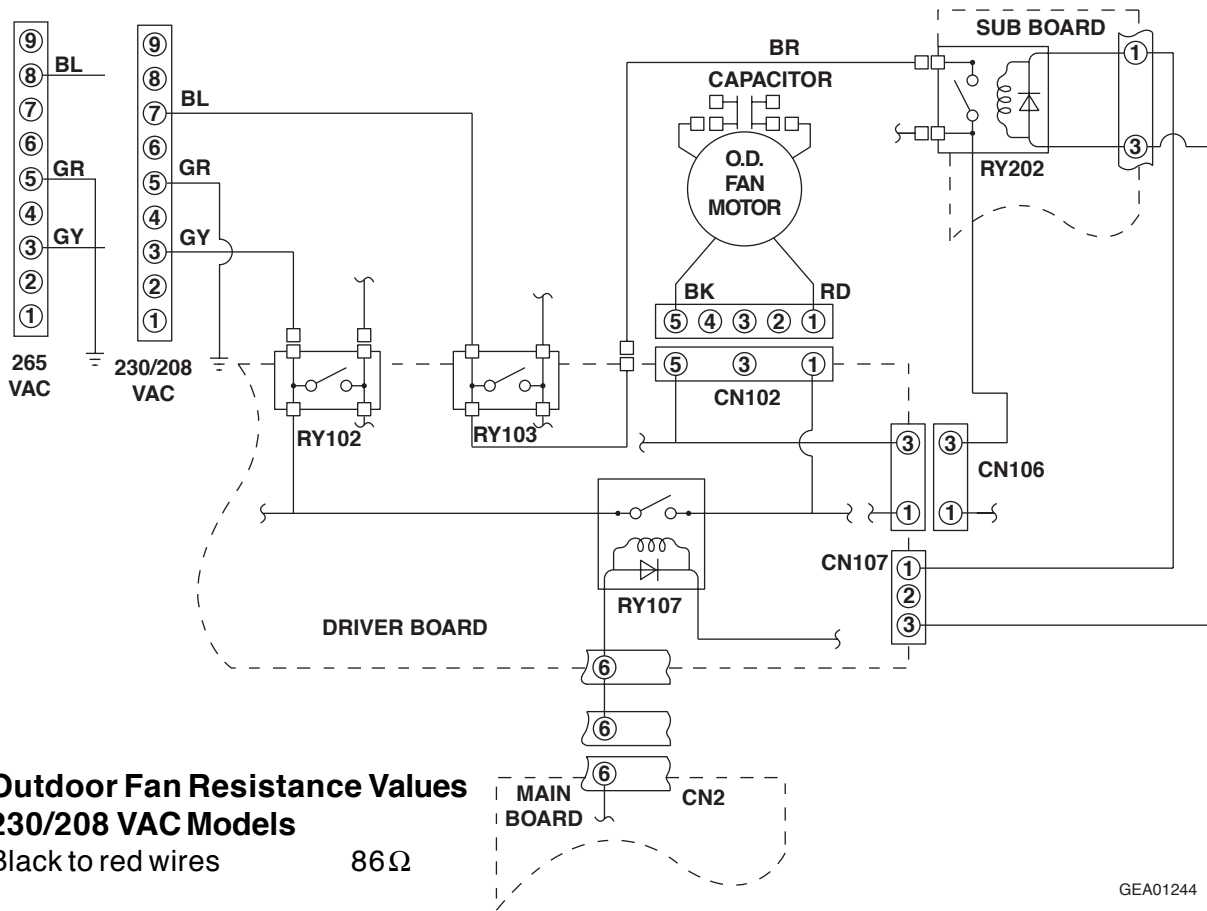 9
8 BL
7
6
5 GR
4
3 GY
2
1
265
VAC
9
8
7 BL
6
5 GR
4
3 GY
2
1
230/208
VAC
BR
CAPACITOR
O.D.
FAN
MOTOR
BK RD
5 4 3 2 1
5 3 1
CN102
SUB BOARD
1
3
RY202
RY102
RY103
3 3
CN106
1 1
CN107
1
2
3
RY107
DRIVER BOARD
6
6
6
MAIN
BOARD
CN2
Outdoor Fan Resistance Values
230/208 VAC Models
Black to red wires 86Ω
GEA01244